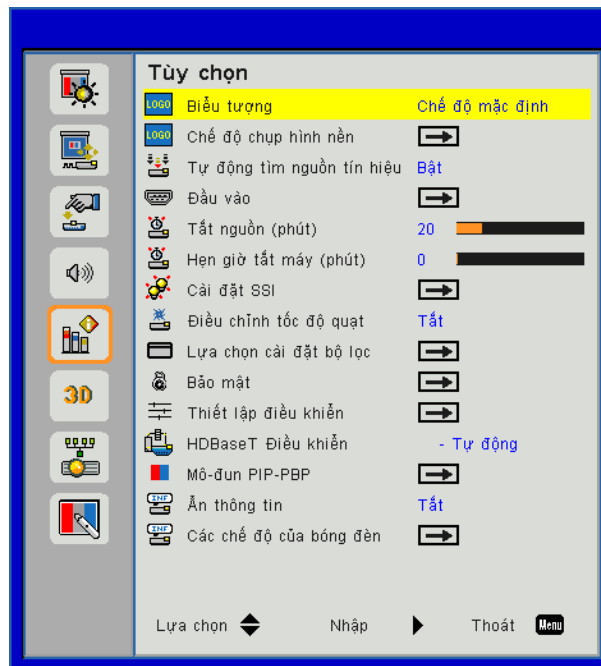 Tùy chọn
LOGO Biểu tượng Chế độ mặc định
LOGO Chế độ chụp hình nền
Tự động tìm nguồn tín hiệu Bật
Đầu vào
Tắt nguồn (phút) 20
Hẹn giờ tắt máy (phút) 0
Cài đặt SSI
Điều chỉnh tốc độ quạt Tắt
Lựa chọn cài đặt bộ lọc
Bảo mật
3D
Thiết lập điều khiển
HDBaseT Điều khiển - Tự động
Mô-đun PIP-PBP
INF Ẩn thông tin Tắt
INF Các chế độ của bóng đèn
Lựa chọn Nhập Thoát Menu